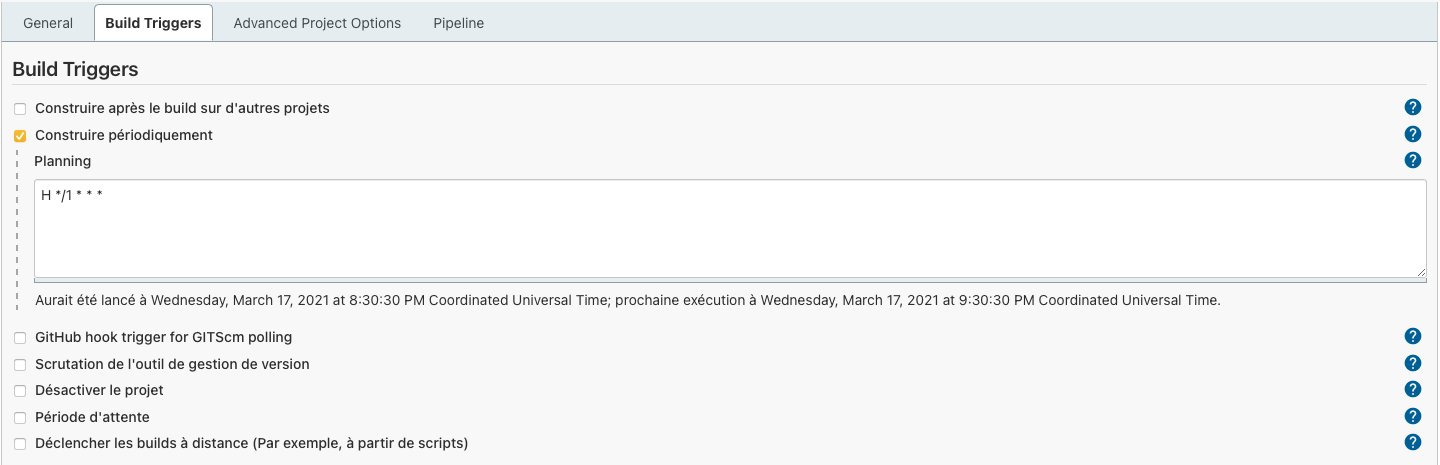 General Build Triggers Advanced Project Options Pipeline
Build Triggers
Construire après le build sur d'autres projets ?
Construire périodiquement ?
Planning ?
H */1 * * *
Aurait été lancé à Wednesday, March 17, 2021 at 8:30:30 PM Coordinated Universal Time; prochaine exécution à Wednesday, March 17, 2021 at 9:30:30 PM Coordinated Universal Time.
GitHub hook trigger for GITScm polling ?
Scrutation de l'outil de gestion de version ?
Désactiver le projet ?
Période d'attente ?
Déclencher les builds à distance (Par exemple, à partir de scripts) ?